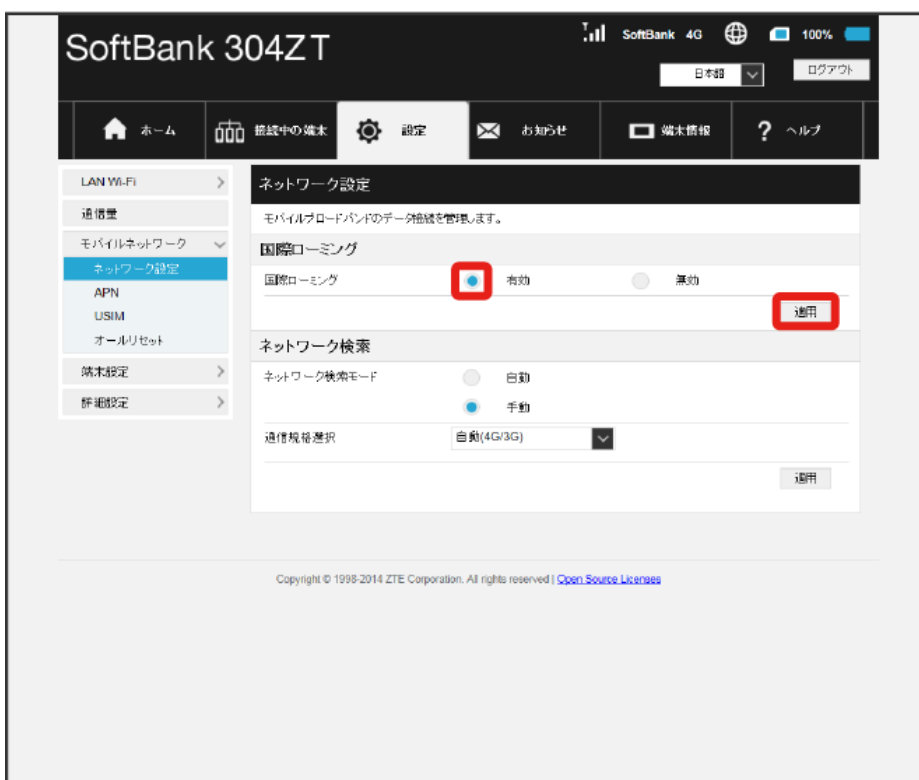 SoftBank 304ZT
SoftBank 4G 100%
日本語 ログアウト
ホーム 接続中の端末 設定 お知らせ 端末情報 ? ヘルプ
LAN Wi-Fi
通信量
モバイルネットワーク
ネットワーク設定
APN
USIM
オールリセット
端末設定
詳細設定
ネットワーク設定
モバイルブロードバンドのデータ接続を管理します。
国際ローミング
国際ローミング 有効 無効
適用
ネットワーク検索
ネットワーク検索モード 自動
手動
通信規格選択 自動(4G/3G)
適用
Copyright © 1998-2014 ZTE Corporation. All rights reserved | Open Source Licenses